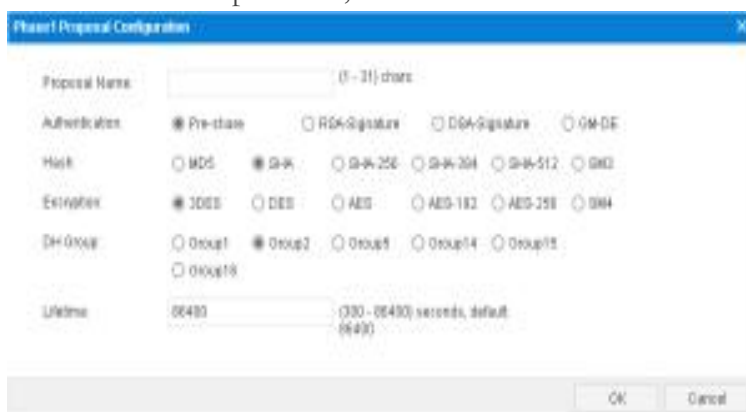 Phase1 Proposal Configuration
Proposal Name (1 - 31) chars
Authentication Pre-share RSA-Signature DSA-Signature GM-DE
Hash MD5 SHA SHA-256 SHA-384 SHA-512 SM3
Encryption 3DES DES AES AES-192 AES-256 SM4
DH Group Group1 Group2 Group5 Group14 Group15
Group16
Lifetime 86400 (300 - 86400) seconds, default:
86400
OK Cancel